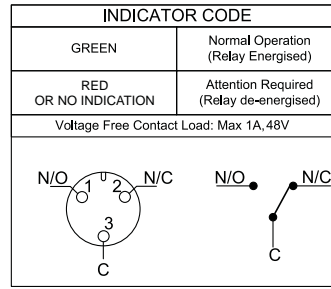 INDICATOR CODE
GREEN
Normal Operation
(Relay Energised)
RED
OR NO INDICATION
Attention Required
(Relay de-energised)
Voltage Free Contact Load: Max 1A, 48V
N/O
1
2
N/C
3
C
N/O
N/C
C